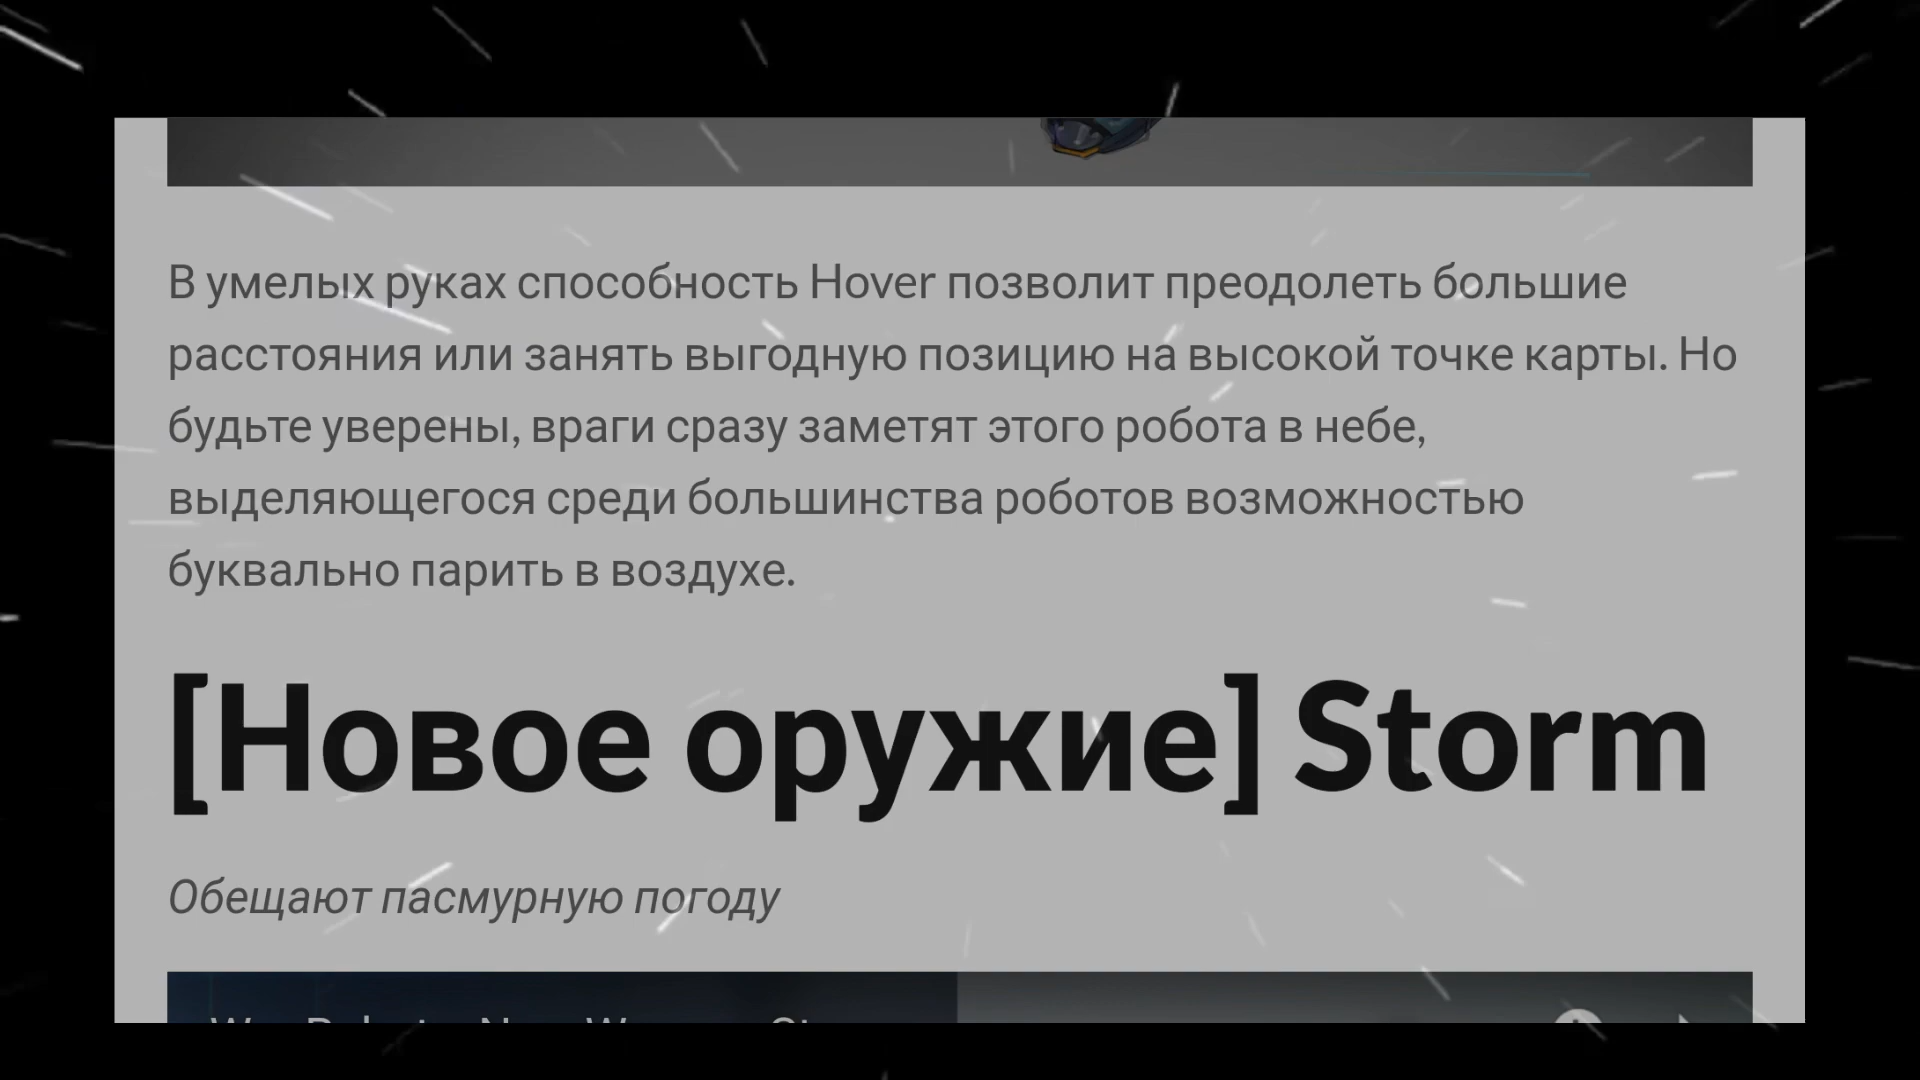 В умелых руках способность Hover позволит преодолеть большие
расстояния или занять выгодную позицию на высокой точке карты. Но
будьте уверены, враги сразу заметят этого робота в небе,
выделяющегося среди большинства роботов возможностью
буквально парить в воздухе.
[Новое оружие] Storm
Обещают пасмурную погоду